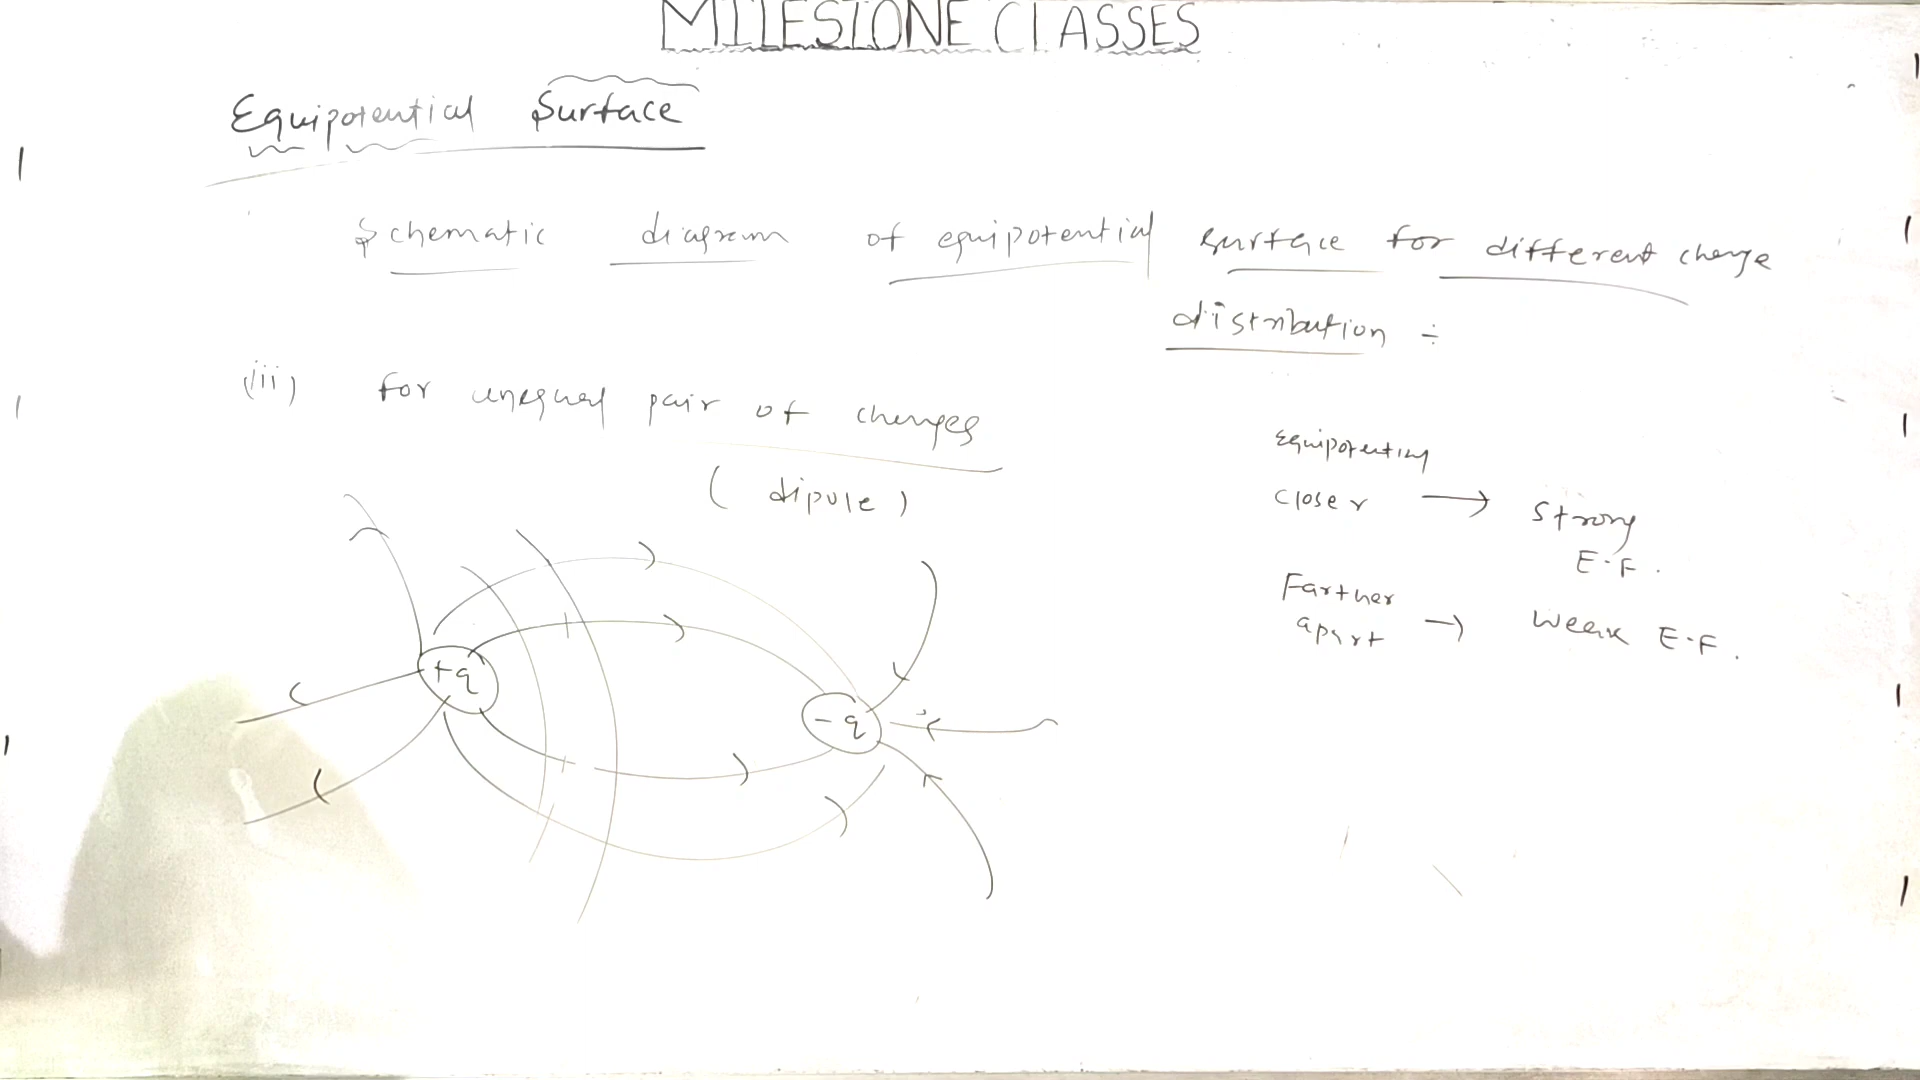 MILESTONE CLASSES
Equipotential Surface
Schematic diagram of equipotential surface for different charge
distribution ÷
(iii) for unequal pair of charges
(dipole)
Equipotential
closer → Strong
E.F.
Farther
apart → Weak E.F.
+q
-q